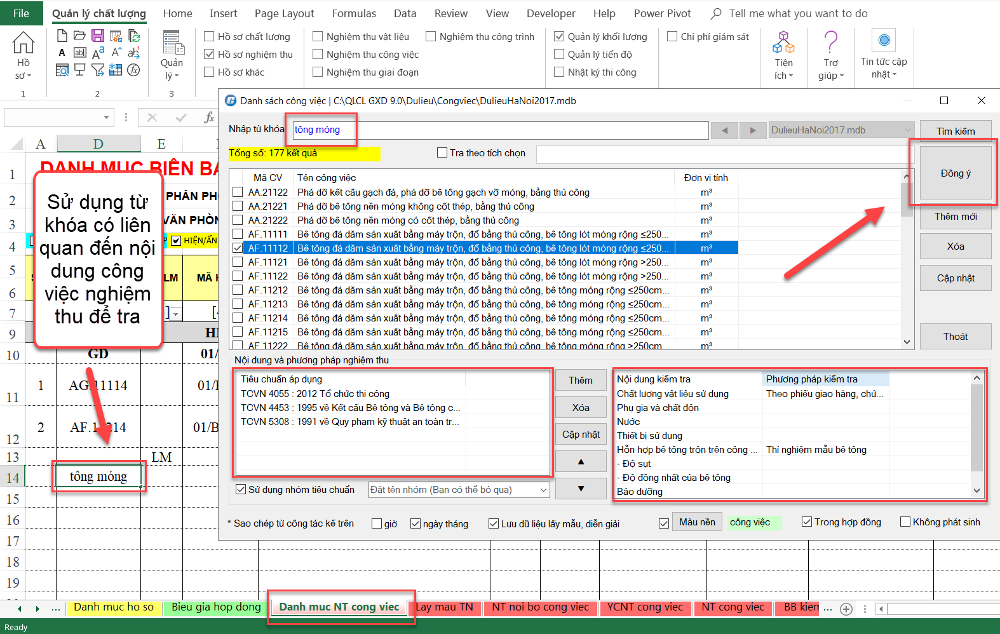 File Quản lý chất lượng Home Insert Page Layout Formulas Data Review View Developer Help Power Pivot Tell me what you want to do
Hồ sơ
1
2
Quản lý
3
Hồ sơ chất lượng
Hồ sơ nghiệm thu
Hồ sơ khác
Nghiệm thu vật liệu
Nghiệm thu công việc
Nghiệm thu giai đoạn
Nghiệm thu công trình
Quản lý khối lượng
Quản lý tiến độ
Nhật ký thi công
Chi phí giám sát
Tiện ích
Trợ giúp
Tin tức cập nhật
Danh sách công việc | C:\QLCL GXD 9.0\Dulieu\Congviec\DulieuHaNoi2017.mdb
Nhập từ khóa tông móng DulieuHaNoi2017.mdb Tìm kiếm
Tổng số: 177 kết quả Tra theo tích chọn
Đồng ý
Thêm mới
Xóa
Cập nhật
Thoát
Mã CV Tên công việc Đơn vị tính
AA.21122 Phá dỡ kết cấu gạch đá, phá dỡ bê tông gạch vỡ móng, bằng thủ công m³
AA.21221 Phá dỡ bê tông nền móng không cốt thép, bằng thủ công m³
AA.21222 Phá dỡ bê tông nền móng có cốt thép, bằng thủ công m³
AF.11111 Bê tông đá dăm sản xuất bằng máy trộn, đổ bằng thủ công, bê tông lót móng rộng ≤250... m³
AF.11112 Bê tông đá dăm sản xuất bằng máy trộn, đổ bằng thủ công, bê tông lót móng rộng ≤250... m³
AF.11121 Bê tông đá dăm sản xuất bằng máy trộn, đổ bằng thủ công, bê tông lót móng rộng >250... m³
AF.11122 Bê tông đá dăm sản xuất bằng máy trộn, đổ bằng thủ công, bê tông lót móng rộng >250... m³
AF.11212 Bê tông đá dăm sản xuất bằng máy trộn, đổ bằng thủ công, bê tông móng rộng ≤250cm... m³
AF.11213 Bê tông đá dăm sản xuất bằng máy trộn, đổ bằng thủ công, bê tông móng rộng ≤250cm... m³
AF.11214 Bê tông đá dăm sản xuất bằng máy trộn, đổ bằng thủ công, bê tông móng rộng ≤250cm... m³
AF.11215 Bê tông đá dăm sản xuất bằng máy trộn, đổ bằng thủ công, bê tông móng rộng ≤250cm... m³
AF.11222 Bê tông đá dăm sản xuất bằng máy trộn, đổ bằng thủ công, bê tông móng rộng >250cm m³
Nội dung và phương pháp nghiệm thu
Tiêu chuẩn áp dụng
TCVN 4055 : 2012 Tổ chức thi công
TCVN 4453 : 1995 về Kết cấu Bê tông và Bê tông c...
TCVN 5308 : 1991 về Quy phạm kỹ thuật an toàn tr...
Thêm
Xóa
Cập nhật
▲
▼
Nội dung kiểm tra Phương pháp kiểm tra
Chất lượng vật liệu sử dụng Theo phiếu giao hàng, chứ...
Phụ gia và chất độn
Nước
Thiết bị sử dụng
Hỗn hợp bê tông trộn trên công ... Thí nghiệm mẫu bê tông
- Độ sụt
- Độ đồng nhất của bê tông
Bảo dưỡng
Sử dụng nhóm tiêu chuẩn Đặt tên nhóm (Bạn có thể bỏ qua)
* Sao chép từ công tác kế trên giờ ngày tháng Lưu dữ liệu lấy mẫu, diễn giải Màu nền công việc Trong hợp đồng Không phát sinh
A D E
1 DANH MỤC BIÊN BẢ
2 PHÂN PHỐ
3 VĂN PHÒN
4 HIỆN/ẨN
5
6 LM MÃ
7
9
10 GD 01/
11 1 AG.11114 01/
12 2 AF.11214 01/B
13 LM
14 tông móng
15
16
17
18
19
Sử dụng từ
khóa có liên
quan đến nội
dung công
việc nghiệm
thu để tra
... Danh muc ho so Bieu gia hop dong Danh muc NT cong viec Lay mau TN NT noi bo cong viec YCNT cong viec NT cong viec BB kiem ...
Ready